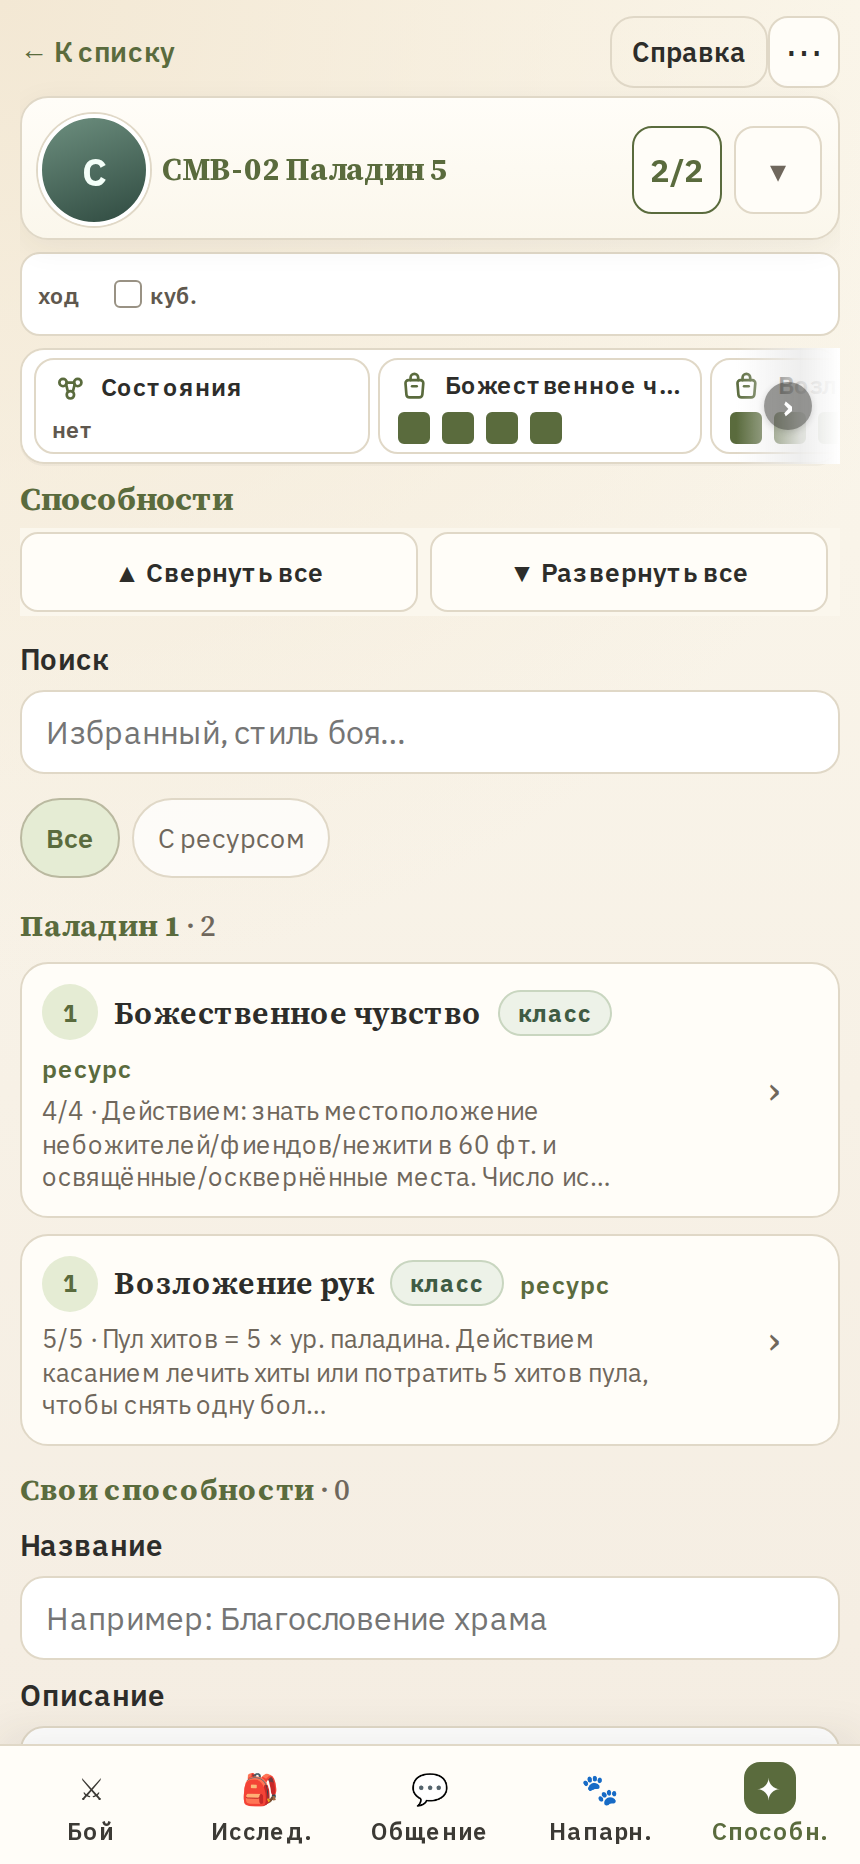 ← К списку
Справка
...
С
СМВ-02 Паладин 5
2/2
▼
ход
куб.
Состояния
нет
Божественное ч...
›
Способности
▲ Свернуть все
▼ Развернуть все
Поиск
Избранный, стиль боя...
Все
С ресурсом
Паладин 1 · 2
1 Божественное чувство класс
ресурс
4/4 · Действием: знать местоположение
небожителей/фиендов/нежити в 60 фт. и
освящённые/осквернённые места. Число ис...
›
1 Возложение рук класс ресурс
5/5 · Пул хитов = 5 × ур. паладина. Действием
касанием лечить хиты или потратить 5 хитов пула,
чтобы снять одну бол...
›
Свои способности · 0
Название
Например: Благословение храма
Описание
Бой
Исслед.
Общение
Напарн.
Способн.